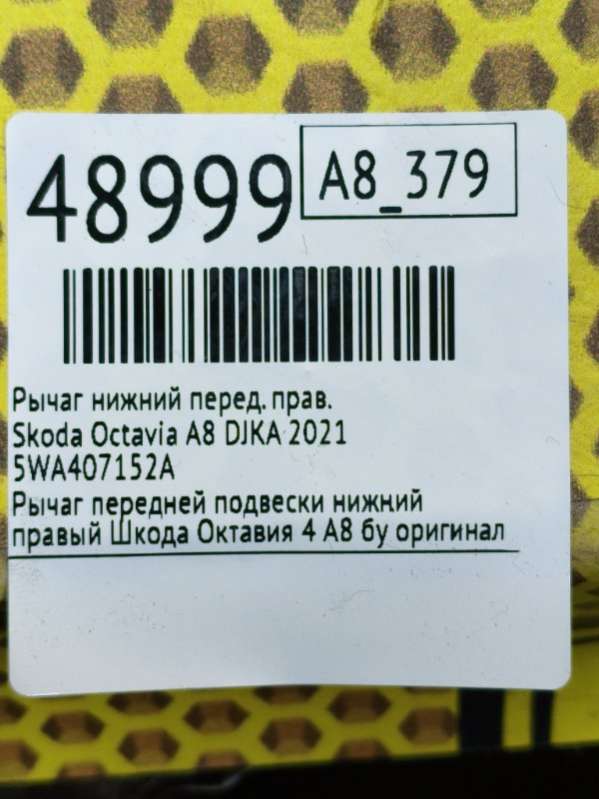 48999
A8_379
Рычаг нижний перед. прав.
Skoda Octavia A8 DJKA 2021
5WA407152A
Рычаг передней подвески нижний
правый Шкода Октавия 4 A8 бу оригинал